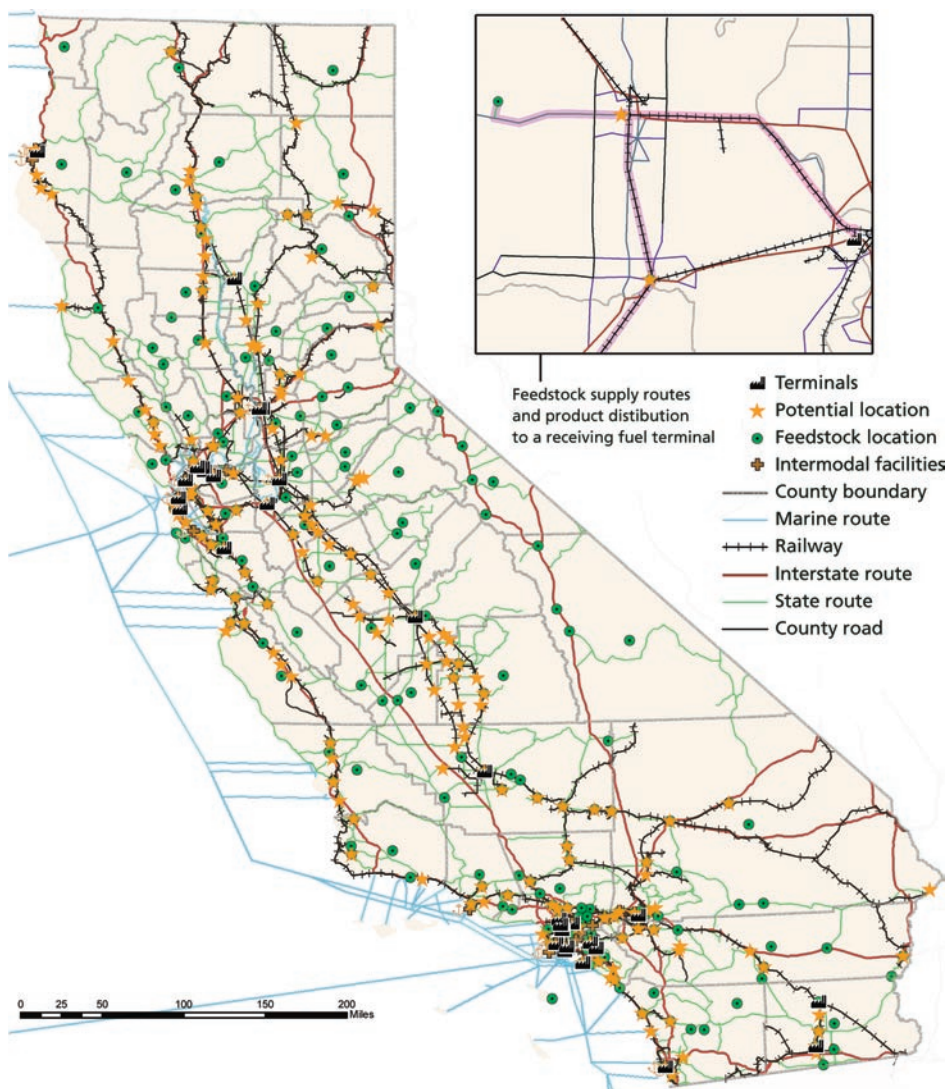 Feedstock supply routes
and product distibution
to a receiving fuel terminal
Terminals
Potential location
Feedstock location
Intermodal facilities
County boundary
Marine route
Railway
Interstate route
State route
County road
0 25 50 100 150 200
Miles